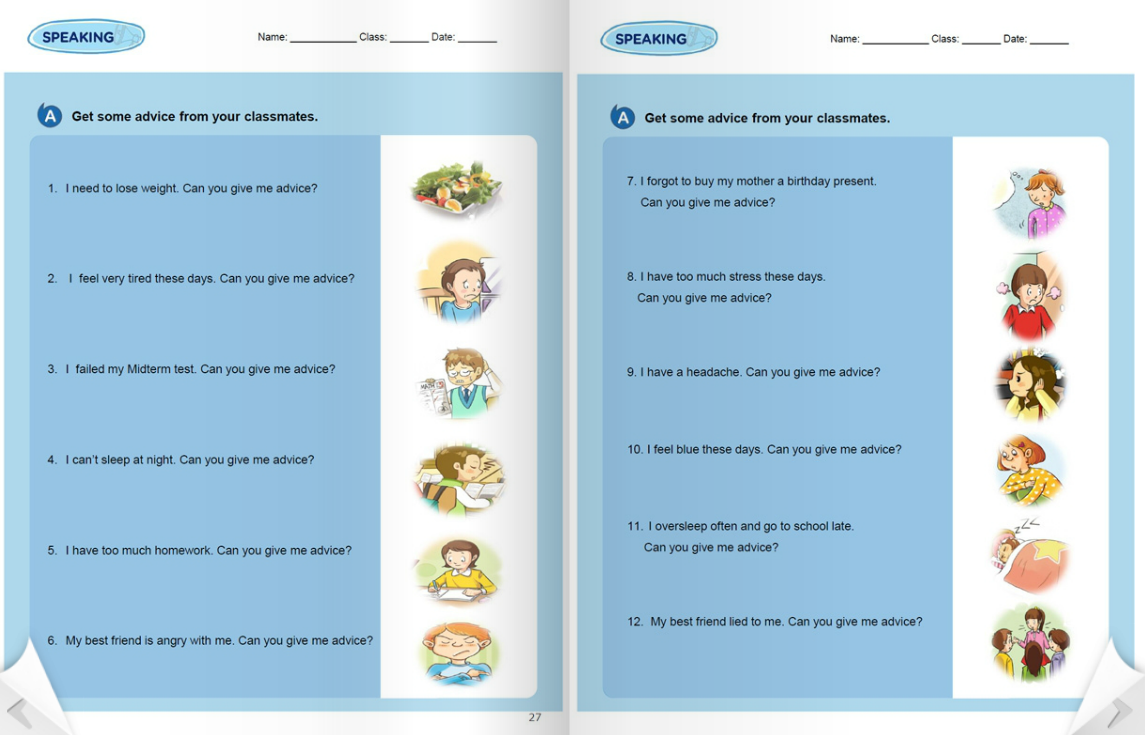 SPEAKING
Name: ____________ Class: _______ Date: _______
A Get some advice from your classmates.
1. I need to lose weight. Can you give me advice?
2. I feel very tired these days. Can you give me advice?
3. I failed my Midterm test. Can you give me advice?
MATH
4. I can't sleep at night. Can you give me advice?
5. I have too much homework. Can you give me advice?
6. My best friend is angry with me. Can you give me advice?
27
SPEAKING
Name: ____________ Class: _______ Date: _______
A Get some advice from your classmates.
7. I forgot to buy my mother a birthday present.
Can you give me advice?
8. I have too much stress these days.
Can you give me advice?
9. I have a headache. Can you give me advice?
10. I feel blue these days. Can you give me advice?
11. I oversleep often and go to school late.
Can you give me advice?
zzz
12. My best friend lied to me. Can you give me advice?